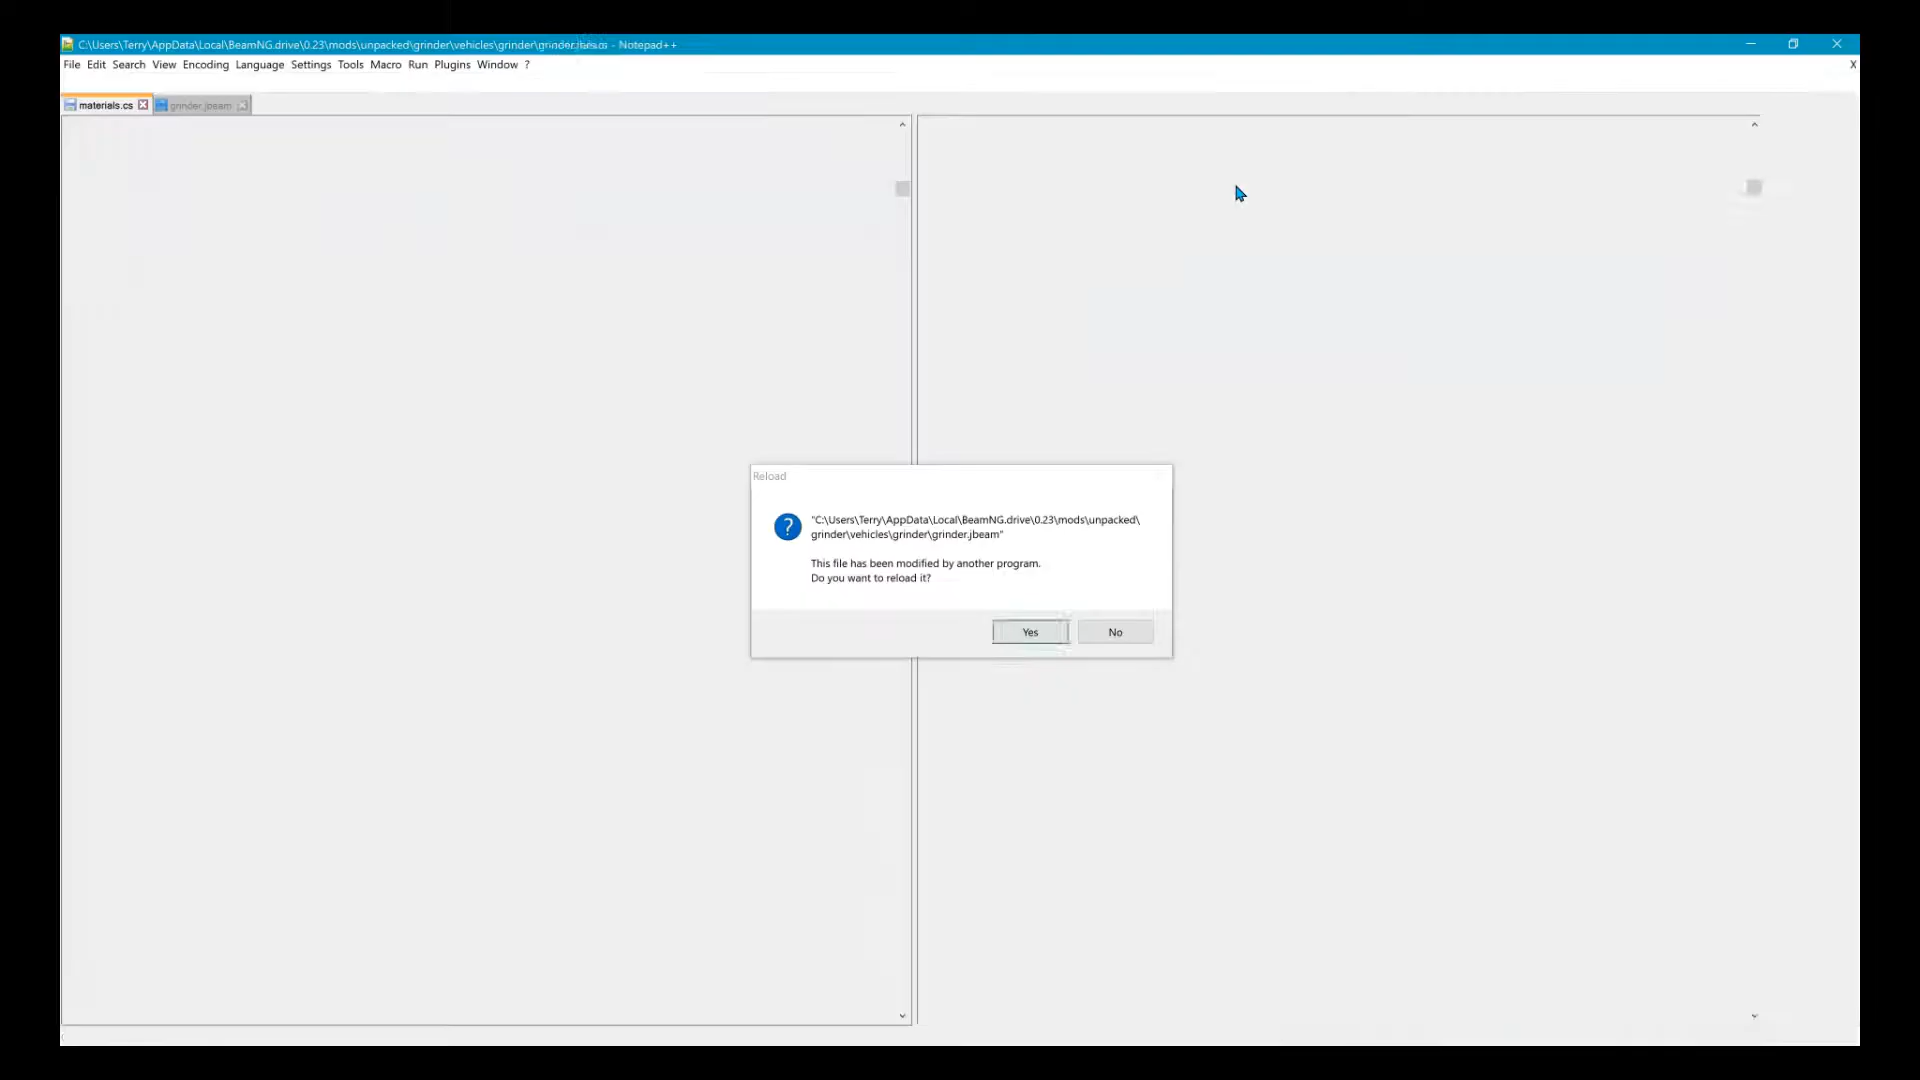 C:\Users\Terry\AppData\Local\BeamNG.drive\0.23\mods\unpacked\grinder\vehicles\grinder\ - Notepad++
File Edit Search View Encoding Language Settings Tools Macro Run Plugins Window ?
X
materials.cs grinder.jbeam
Reload
"C:\Users\Terry\AppData\Local\BeamNG.drive\0.23\mods\unpacked\
grinder\vehicles\grinder\grinder.jbeam"
This file has been modified by another program.
Do you want to reload it?
Yes No